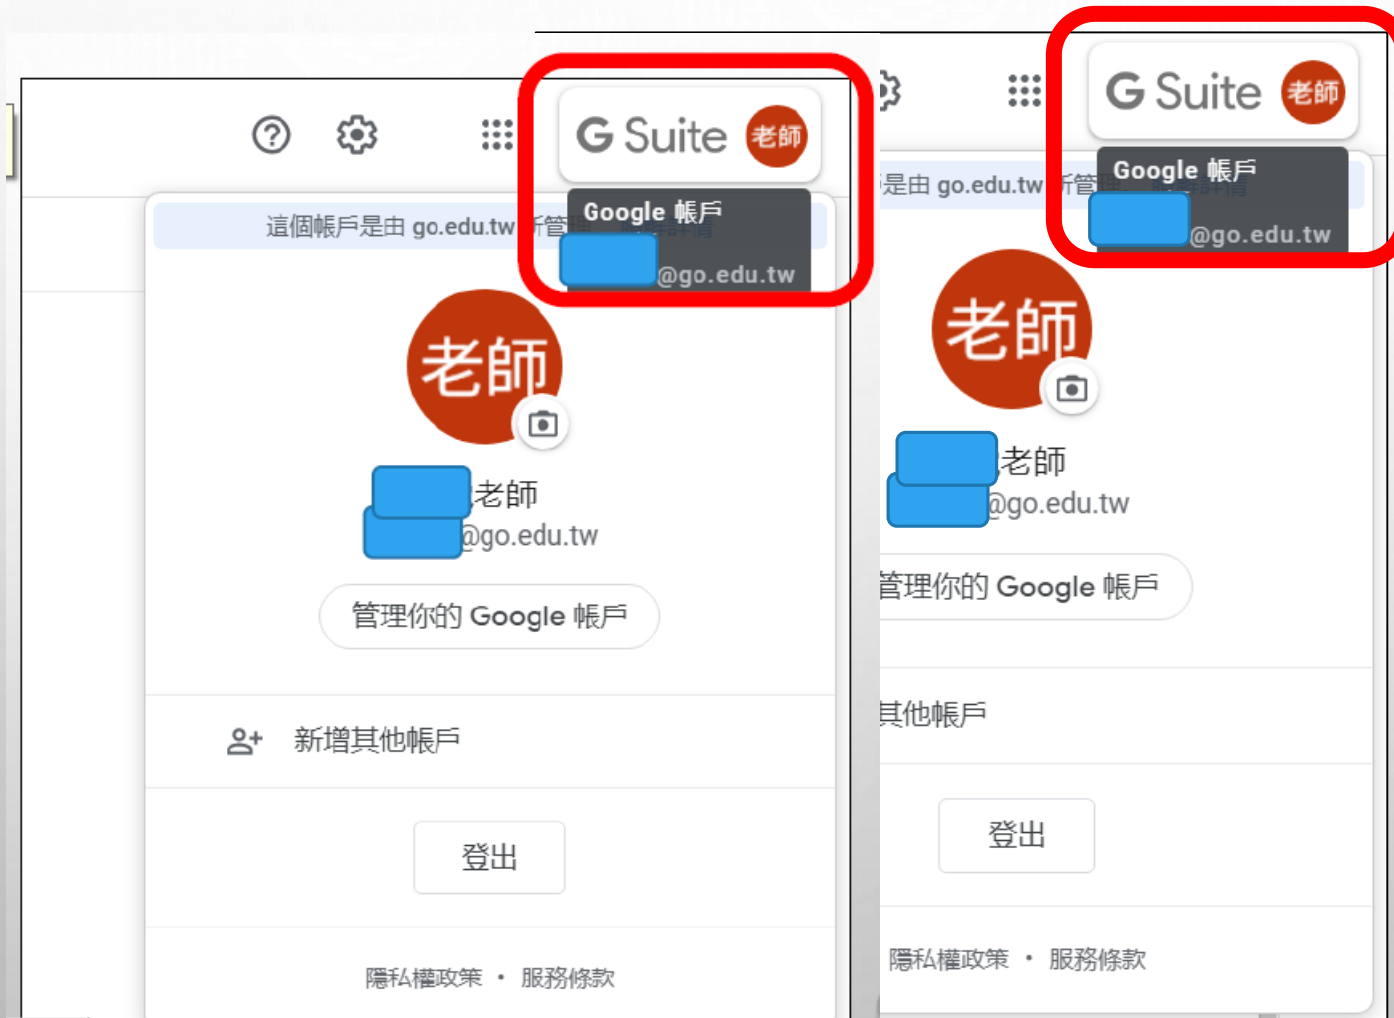 G Suite 老師
Google 帳戶
@go.edu.tw
這個帳戶是由 go.edu.tw 所管
老師
老師
@go.edu.tw
管理你的 Google 帳戶
新增其他帳戶
登出
隱私權政策 • 服務條款
G Suite 老師
Google 帳戶
@go.edu.tw
是由 go.edu.tw 所管
老師
老師
@go.edu.tw
管理你的 Google 帳戶
其他帳戶
登出
隱私權政策 • 服務條款